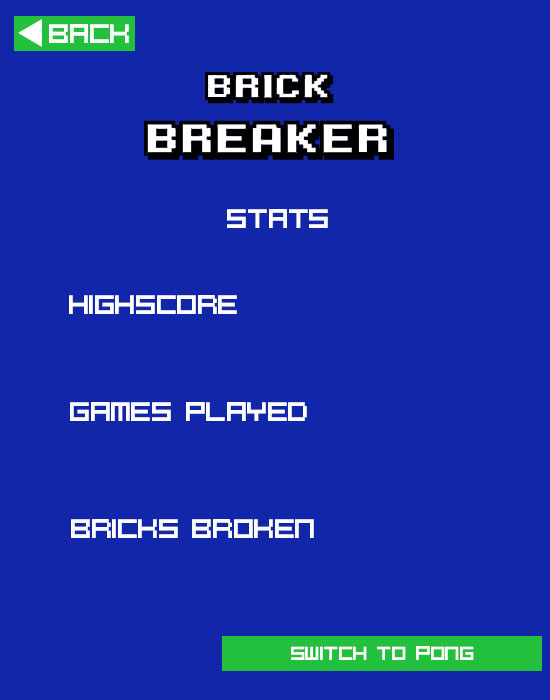 BACK
BRICK
BREAKER
STATS
HIGHSCORE
GAMES PLAYED
BRICKS BROKEN
SWITCH TO PONG